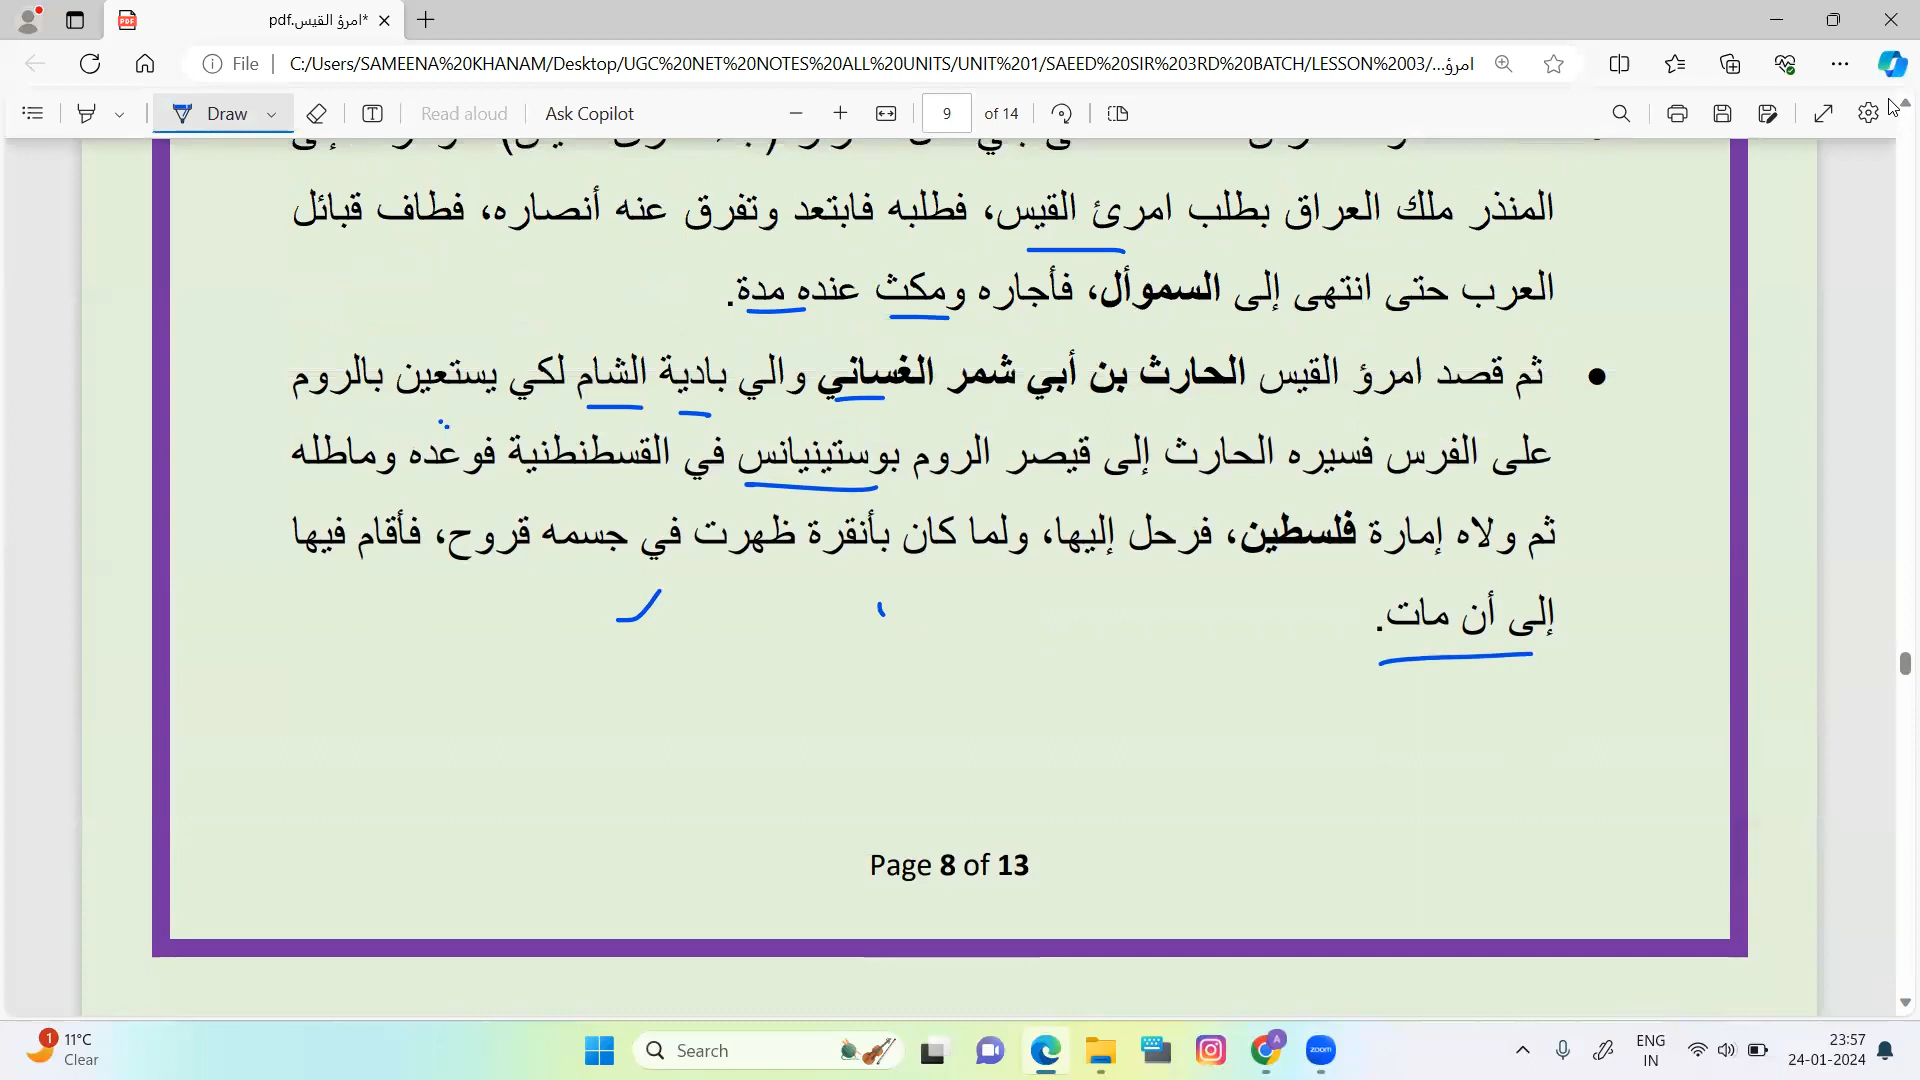 امرؤ القيس.pdf*
File
C:/Users/SAMEENA%20KHANAM/Desktop/UGC%20NET%20NOTES%20ALL%20UNITS/UNIT%201/SAEED%20SIR%203RD%20BATCH/LESSON%2003/امرؤ...
Draw
Read aloud
Ask Copilot
9 of 14
المنذر ملك العراق بطلب امرئ القيس، فطلبه فابتعد وتفرق عنه أنصاره، فطاف قبائل
العرب حتى انتهى إلى السموأل، فأجاره ومكث عنده مدة.
● ثم قصد امرؤ القيس الحارث بن أبي شمر الغساني والي بادية الشام لكي يستعين بالروم
على الفرس فسيره الحارث إلى قيصر الروم بوستينيانس في القسطنطنية فوعده وماطله
ثم ولاه إمارة فلسطين، فرحل إليها، ولما كان بأنقرة ظهرت في جسمه قروح، فأقام فيها
إلى أن مات.
Page 8 of 13
1
11°C
Clear
Search
zoom
A
ENG
IN
23:57
24-01-2024